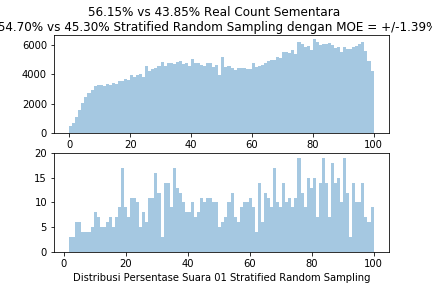 56.15% vs 43.85% Real Count Sementara
54.70% vs 45.30% Stratified Random Sampling dengan MOE = +/-1.39%
6000
4000
2000
0
0 20 40 60 80 100
20
15
10
5
0
0 20 40 60 80 100
Distribusi Persentase Suara 01 Stratified Random Sampling